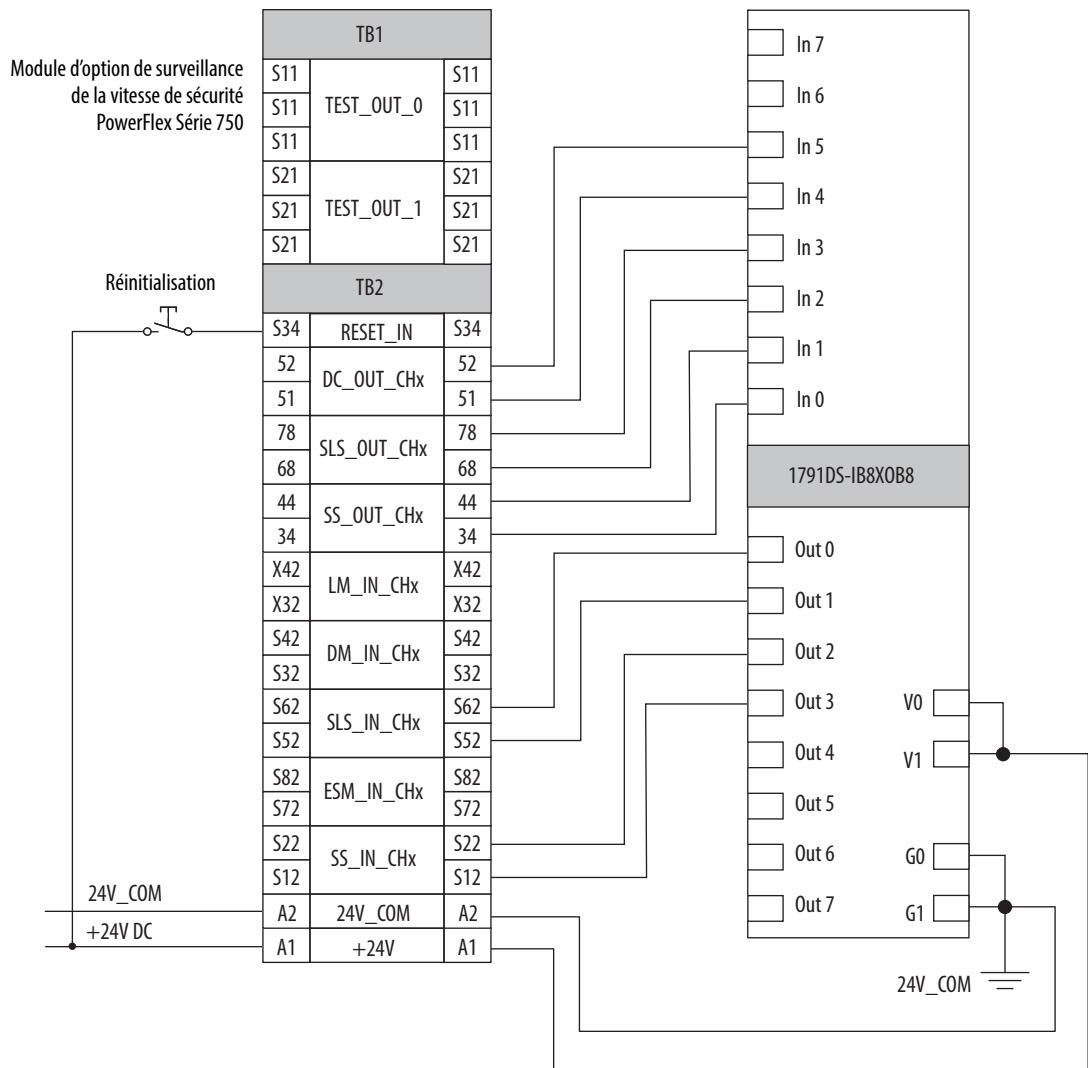 TB1
Module d'option de surveillance
de la vitesse de sécurité
PowerFlex Série 750
S11 S11
S11 TEST_OUT_0 S11
S11 S11
S21 S21
S21 TEST_OUT_1 S21
S21 S21
Réinitialisation
TB2
S34 RESET_IN S34
52 52
DC_OUT_CHx
51 51
78 78
SLS_OUT_CHx
68 68
44 44
SS_OUT_CHx
34 34
X42 X42
LM_IN_CHx
X32 X32
S42 S42
DM_IN_CHx
S32 S32
S62 S62
SLS_IN_CHx
S52 S52
S82 S82
ESM_IN_CHx
S72 S72
S22 S22
SS_IN_CHx
S12 S12
24V_COM
A2 24V_COM A2
+24V DC
A1 +24V A1
In 7
In 6
In 5
In 4
In 3
In 2
In 1
In 0
1791DS-IB8XOB8
Out 0
Out 1
Out 2
Out 3 V0
Out 4 V1
Out 5
Out 6 G0
Out 7 G1
24V_COM